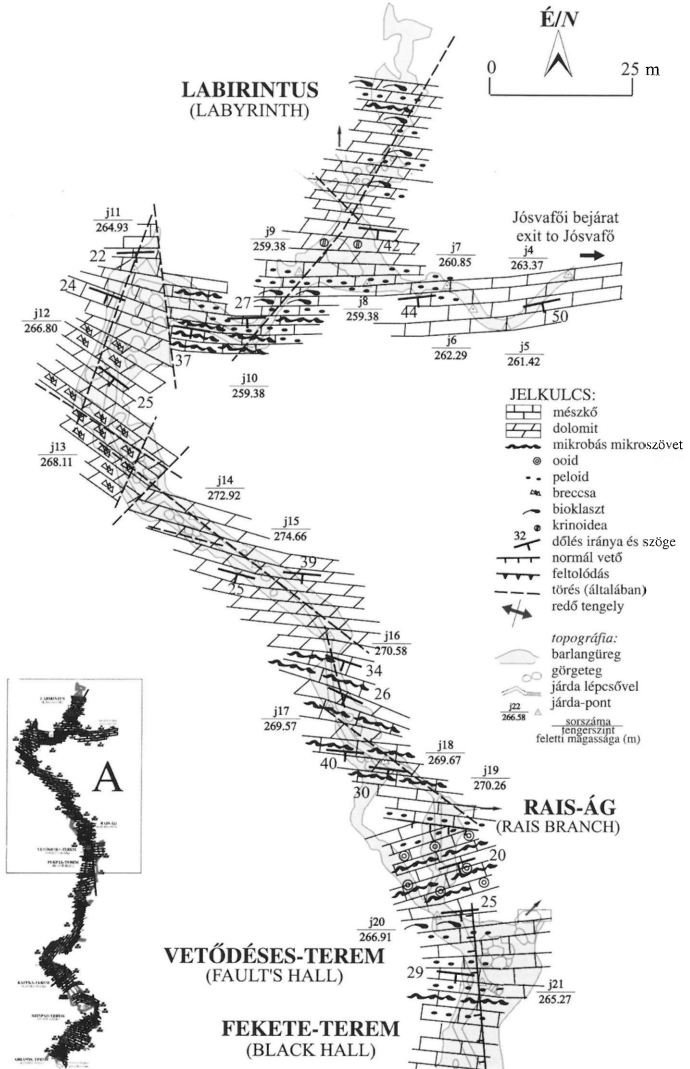 É/N
0 25 m
LABIRINTUS
(LABYRINTH)
j11
264.93
22
j9
259.38
42
j7
260.85
j4
263.37
Jósvafői bejárat
exit to Jósvafő
24
j12
266.80
27
j8
259.38
44
50
37
j6
262.29
j5
261.42
25
j10
259.38
j13
268.11
j14
272.92
j15
274.66
39
25
j16
270.58
34
26
j17
269.57
j18
269.67
40
j19
270.26
30
RAIS-ÁG
(RAIS BRANCH)
20
25
j20
266.91
VETŐDÉSES-TEREM
(FAULT'S HALL)
29
j21
265.27
FEKETE-TEREM
(BLACK HALL)
JELKULCS:
mészkő
dolomit
mikrobás mikroszövet
ooid
peloid
breccsa
bioklaszt
krinoidea
32
dőlés iránya és szöge
normál vető
feltolódás
törés (általában)
redő tengely
topográfia:
barlangüreg
görgeteg
járda lépcsővel
járda-pont
j22
266.58
sorszáma
tengerszint
feletti magassága (m)
LABIRINTUS
A
RAIS-ÁG
VETŐDÉSES-TEREM
FEKETE-TEREM